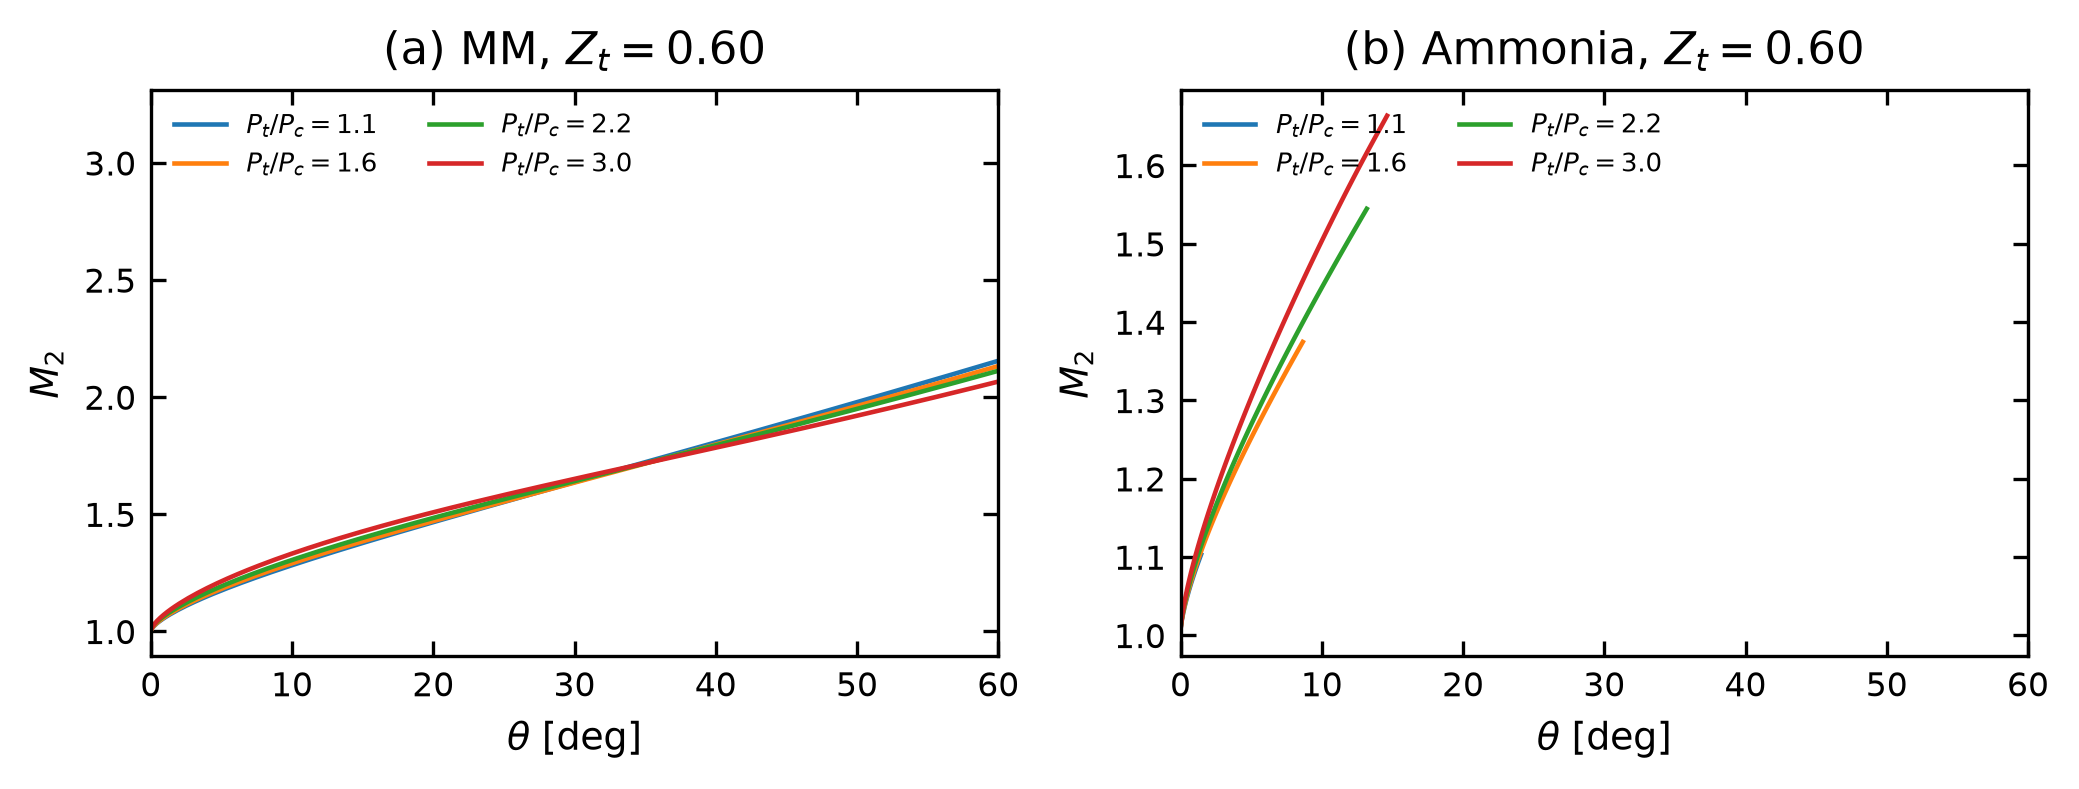 (a) MM, Z_t = 0.60
P_t/P_c = 1.1
P_t/P_c = 1.6
P_t/P_c = 2.2
P_t/P_c = 3.0
3.0
2.5
2.0
1.5
1.0
M_2
0 10 20 30 40 50 60
θ [deg]
(b) Ammonia, Z_t = 0.60
P_t/P_c = 1.1
P_t/P_c = 1.6
P_t/P_c = 2.2
P_t/P_c = 3.0
1.6
1.5
1.4
1.3
1.2
1.1
1.0
M_2
0 10 20 30 40 50 60
θ [deg]